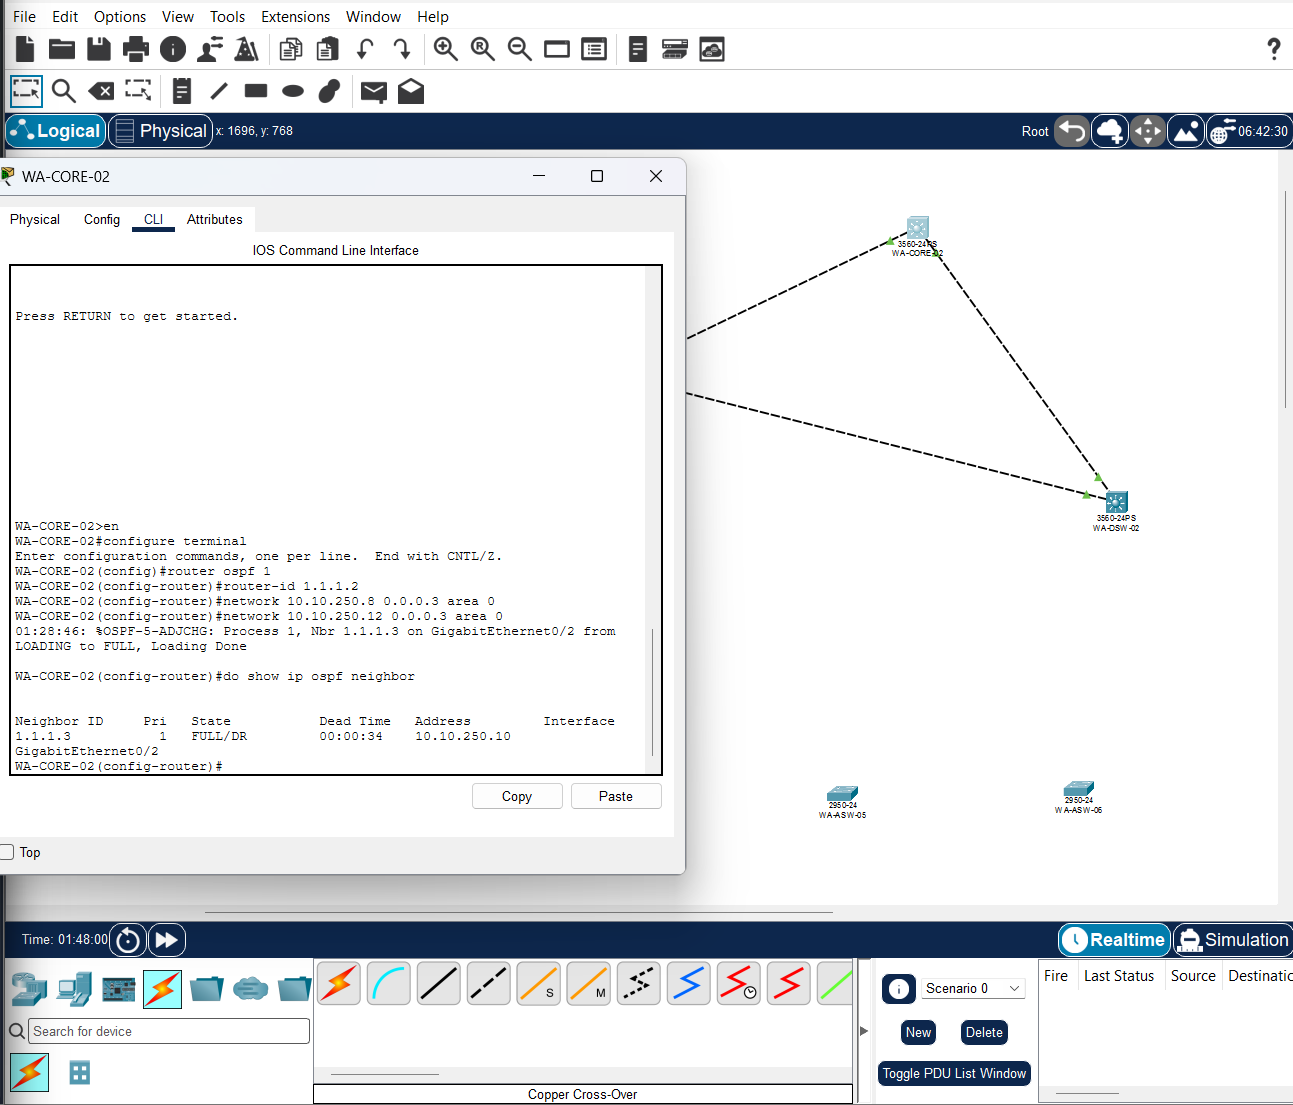 File Edit Options View Tools Extensions Window Help
?
Logical Physical x: 1696, y: 768 Root 06:42:30
WA-CORE-02
Physical Config CLI Attributes
IOS Command Line Interface
Press RETURN to get started.
WA-CORE-02>en
WA-CORE-02#configure terminal
Enter configuration commands, one per line.  End with CNTL/Z.
WA-CORE-02(config)#router ospf 1
WA-CORE-02(config-router)#router-id 1.1.1.2
WA-CORE-02(config-router)#network 10.10.250.8 0.0.0.3 area 0
WA-CORE-02(config-router)#network 10.10.250.12 0.0.0.3 area 0
01:28:46: %OSPF-5-ADJCHG: Process 1, Nbr 1.1.1.3 on GigabitEthernet0/2 from
LOADING to FULL, Loading Done
WA-CORE-02(config-router)#do show ip ospf neighbor
Neighbor ID Pri State Dead Time Address Interface
1.1.1.3 1 FULL/DR 00:00:34 10.10.250.10
GigabitEthernet0/2
WA-CORE-02(config-router)#
Copy Paste
Top
3560-24PS
WA-CORE-02
3560-24PS
WA-DSW-02
2950-24
WA-ASW-05
2950-24
WA-ASW-06
Time: 01:48:00 Realtime Simulation
S M
Search for device
Copper Cross-Over
Scenario 0
New Delete
Toggle PDU List Window
Fire Last Status Source Destinatio